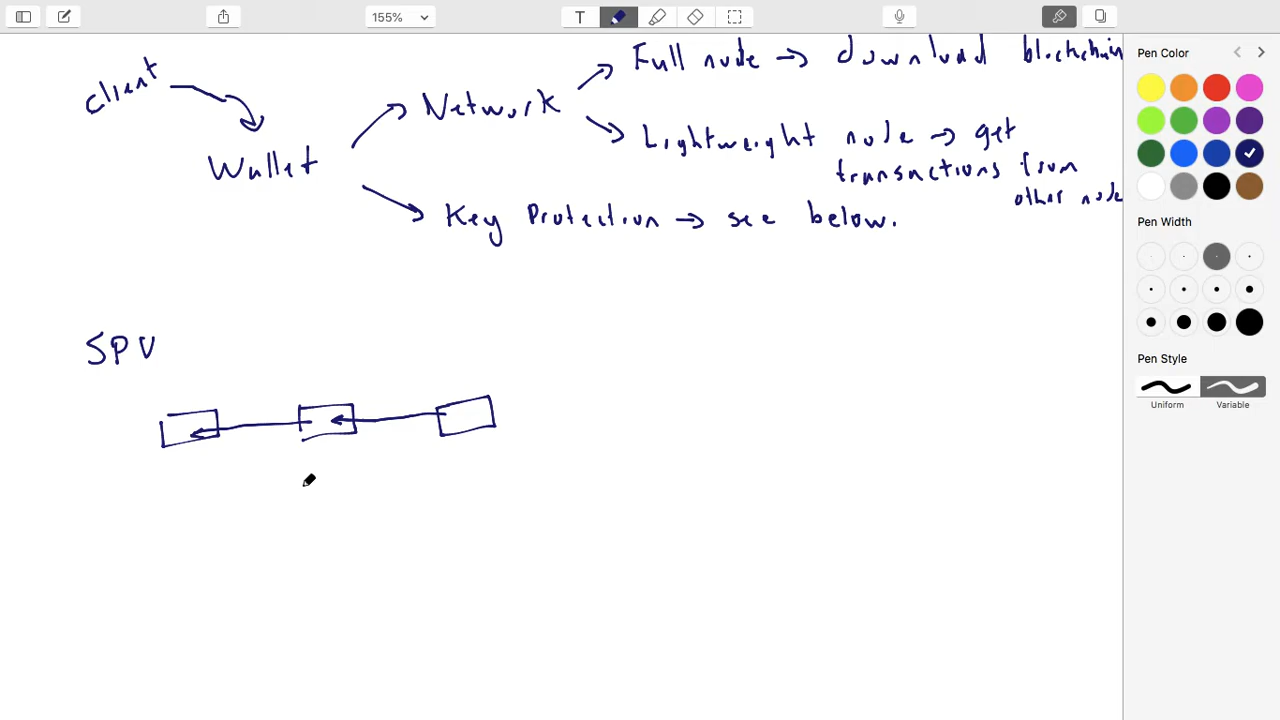 155%
T
Pen Color
Full node → download blockchain
client
Network
Lightweight node → get
transactions from
other node
Wallet
Key Protection → see below.
Pen Width
SPV
Pen Style
Uniform
Variable